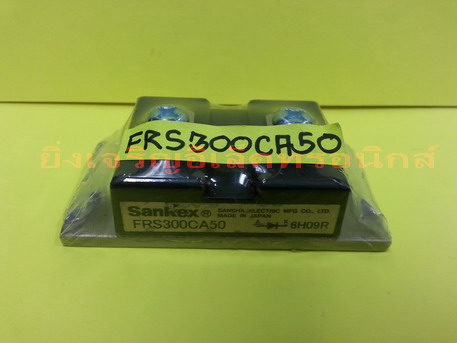 FRS300CA50
ยิ่งเจริญอิเล็คทรอนิกส์
SanRex® SANSHA ELECTRIC MFG CO., LTD.
MADE IN JAPAN
FRS300CA50 6H09R